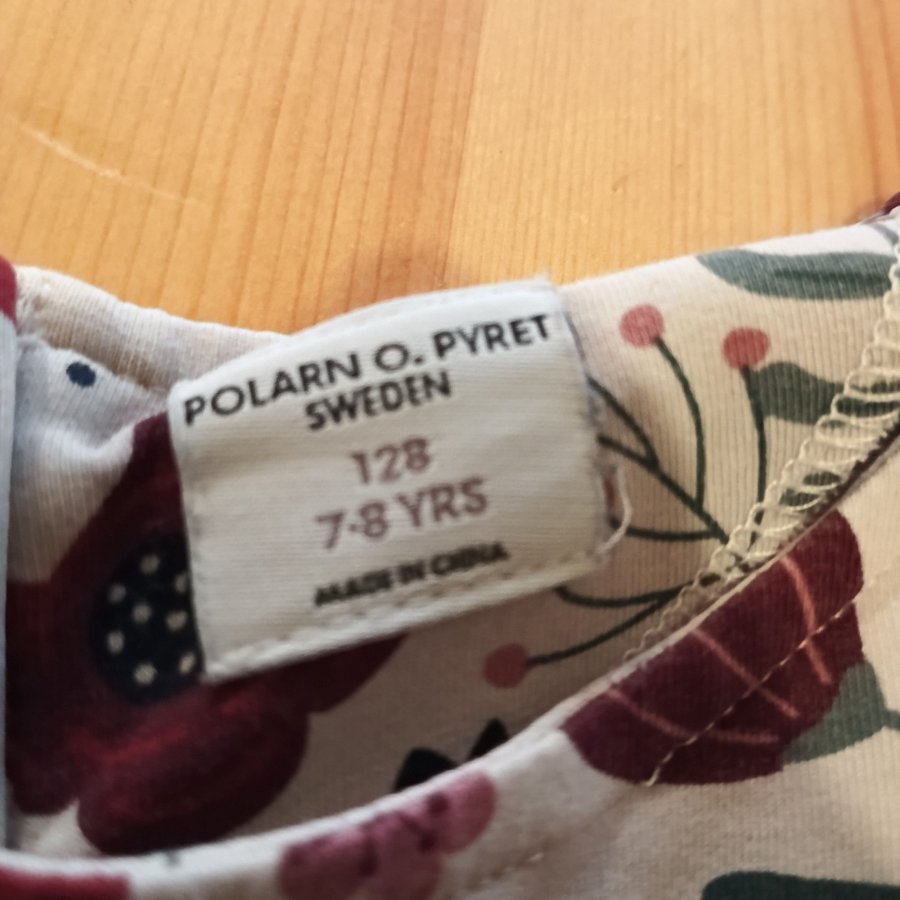 POLARN O. PYRET
SWEDEN
128
7-8 YRS
MADE IN CHINA